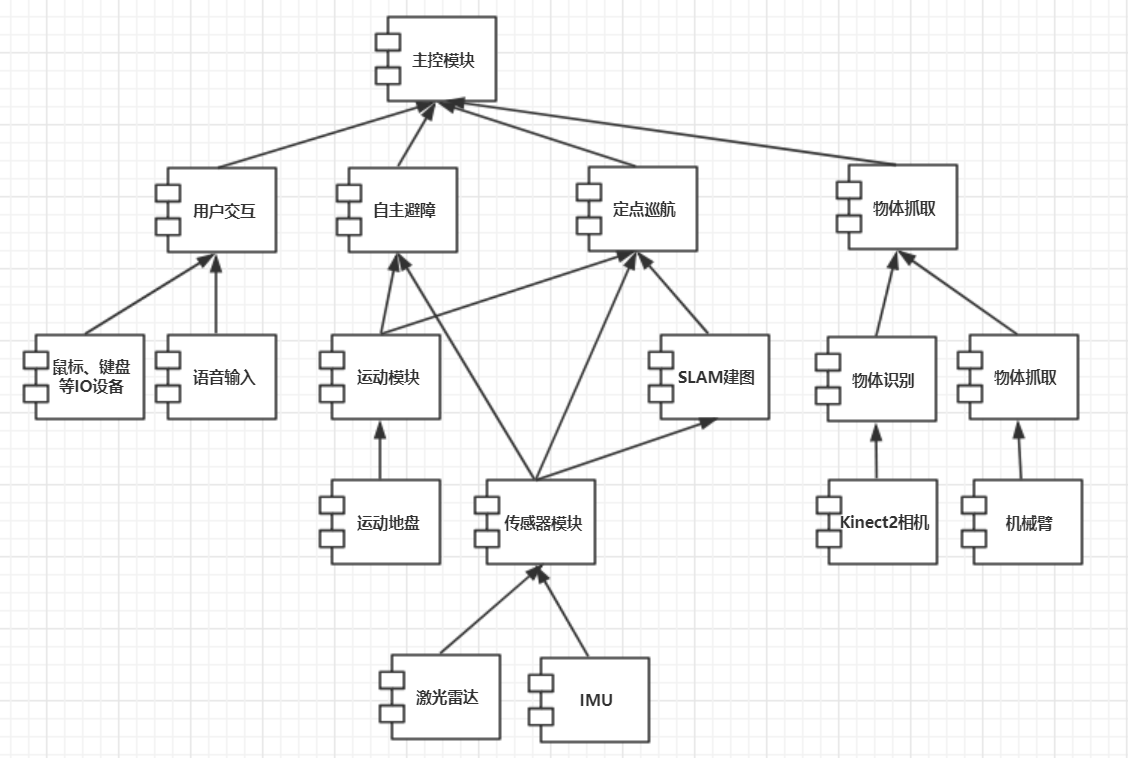 主控模块
用户交互
自主避障
定点巡航
物体抓取
鼠标、键盘
等IO设备
语音输入
运动模块
SLAM建图
物体识别
物体抓取
运动地盘
传感器模块
Kinect2相机
机械臂
激光雷达
IMU